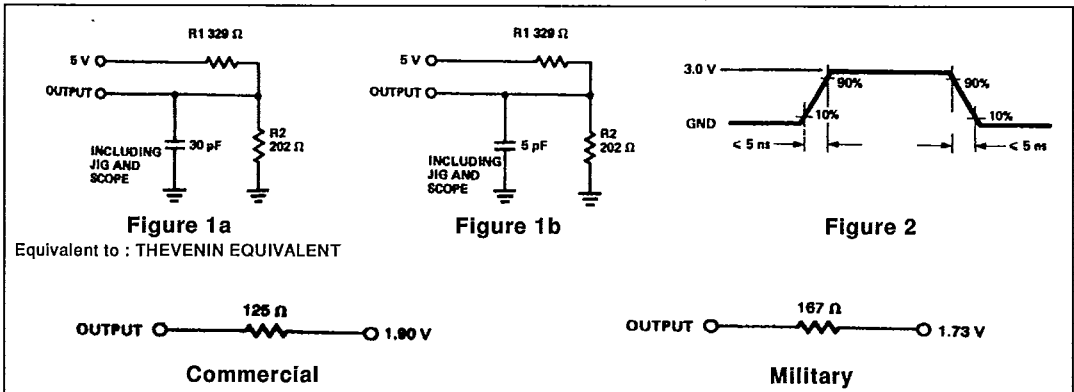 R1 329 Ω
5 V
OUTPUT
30 pF
R2
202 Ω
INCLUDING
JIG AND
SCOPE
Figure 1a
R1 329 Ω
5 V
OUTPUT
5 pF
R2
202 Ω
INCLUDING
JIG AND
SCOPE
Figure 1b
3.0 V
90%
90%
10%
10%
GND
< 5 ns
< 5 ns
Figure 2
Equivalent to : THEVENIN EQUIVALENT
125 Ω
OUTPUT
1.90 V
Commercial
167 Ω
OUTPUT
1.73 V
Military